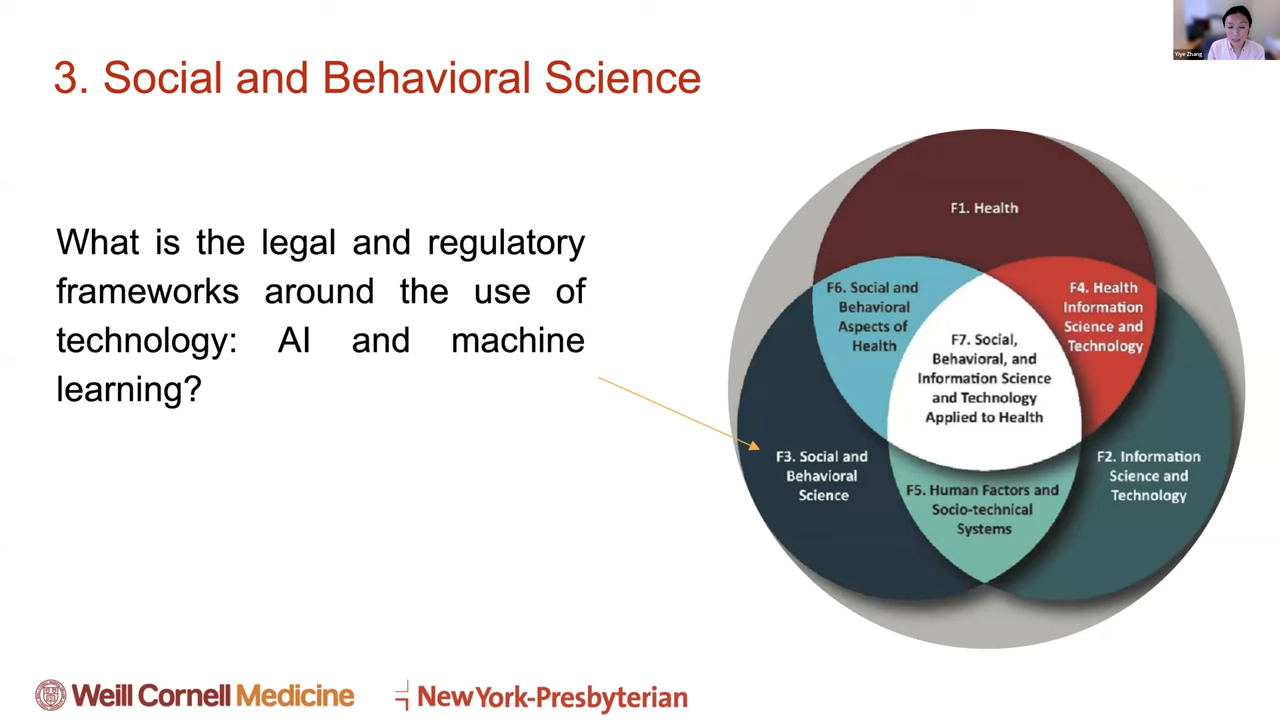 Yiye Zhang
3. Social and Behavioral Science
What is the legal and regulatory
frameworks around the use of
technology: AI and machine
learning?
F1. Health
F6. Social and
Behavioral
Aspects of
Health
F4. Health
Information
Science and
Technology
F7. Social,
Behavioral, and
Information Science
and Technology
Applied to Health
F3. Social and
Behavioral
Science
F2. Information
Science and
Technology
F5. Human Factors and
Socio-technical
Systems
Weill Cornell Medicine
NewYork-Presbyterian